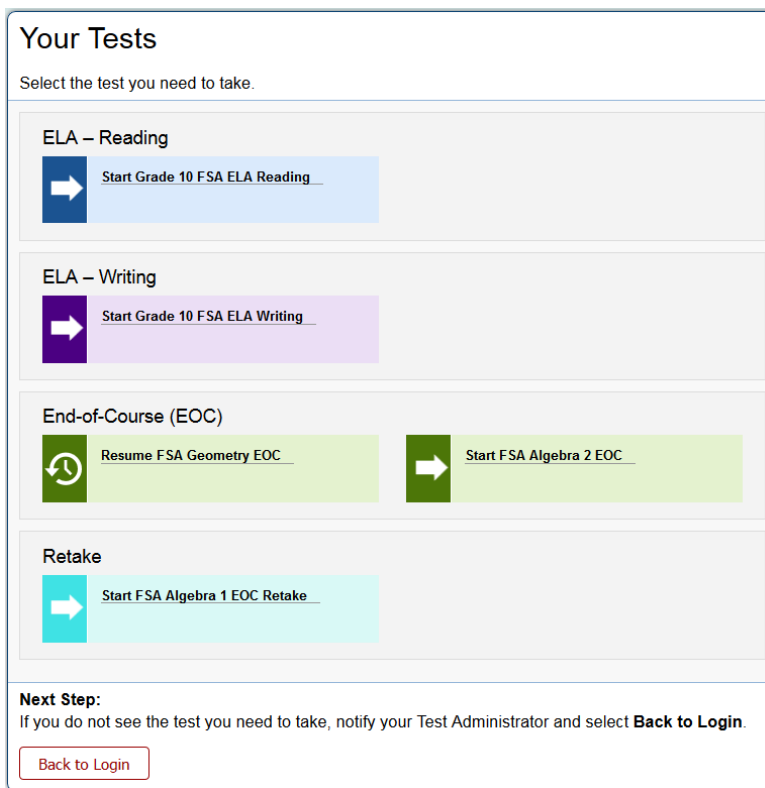 Your Tests
Select the test you need to take.
ELA – Reading
Start Grade 10 FSA ELA Reading
ELA – Writing
Start Grade 10 FSA ELA Writing
End-of-Course (EOC)
Resume FSA Geometry EOC
Start FSA Algebra 2 EOC
Retake
Start FSA Algebra 1 EOC Retake
Next Step:
If you do not see the test you need to take, notify your Test Administrator and select Back to Login.
Back to Login